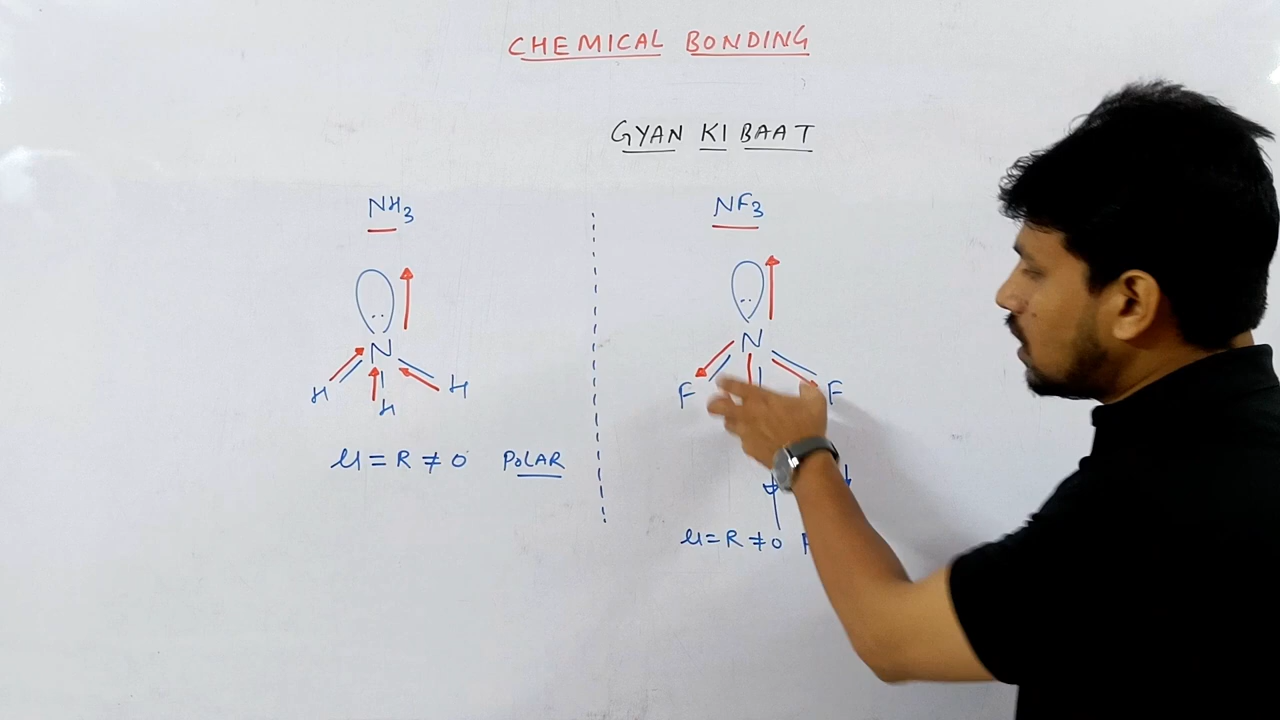 CHEMICAL BONDING
GYAN KI BAAT
NH3
N
H
H
H
μ = R ≠ 0 POLAR
NF3
N
F
F
μ = R ≠ 0